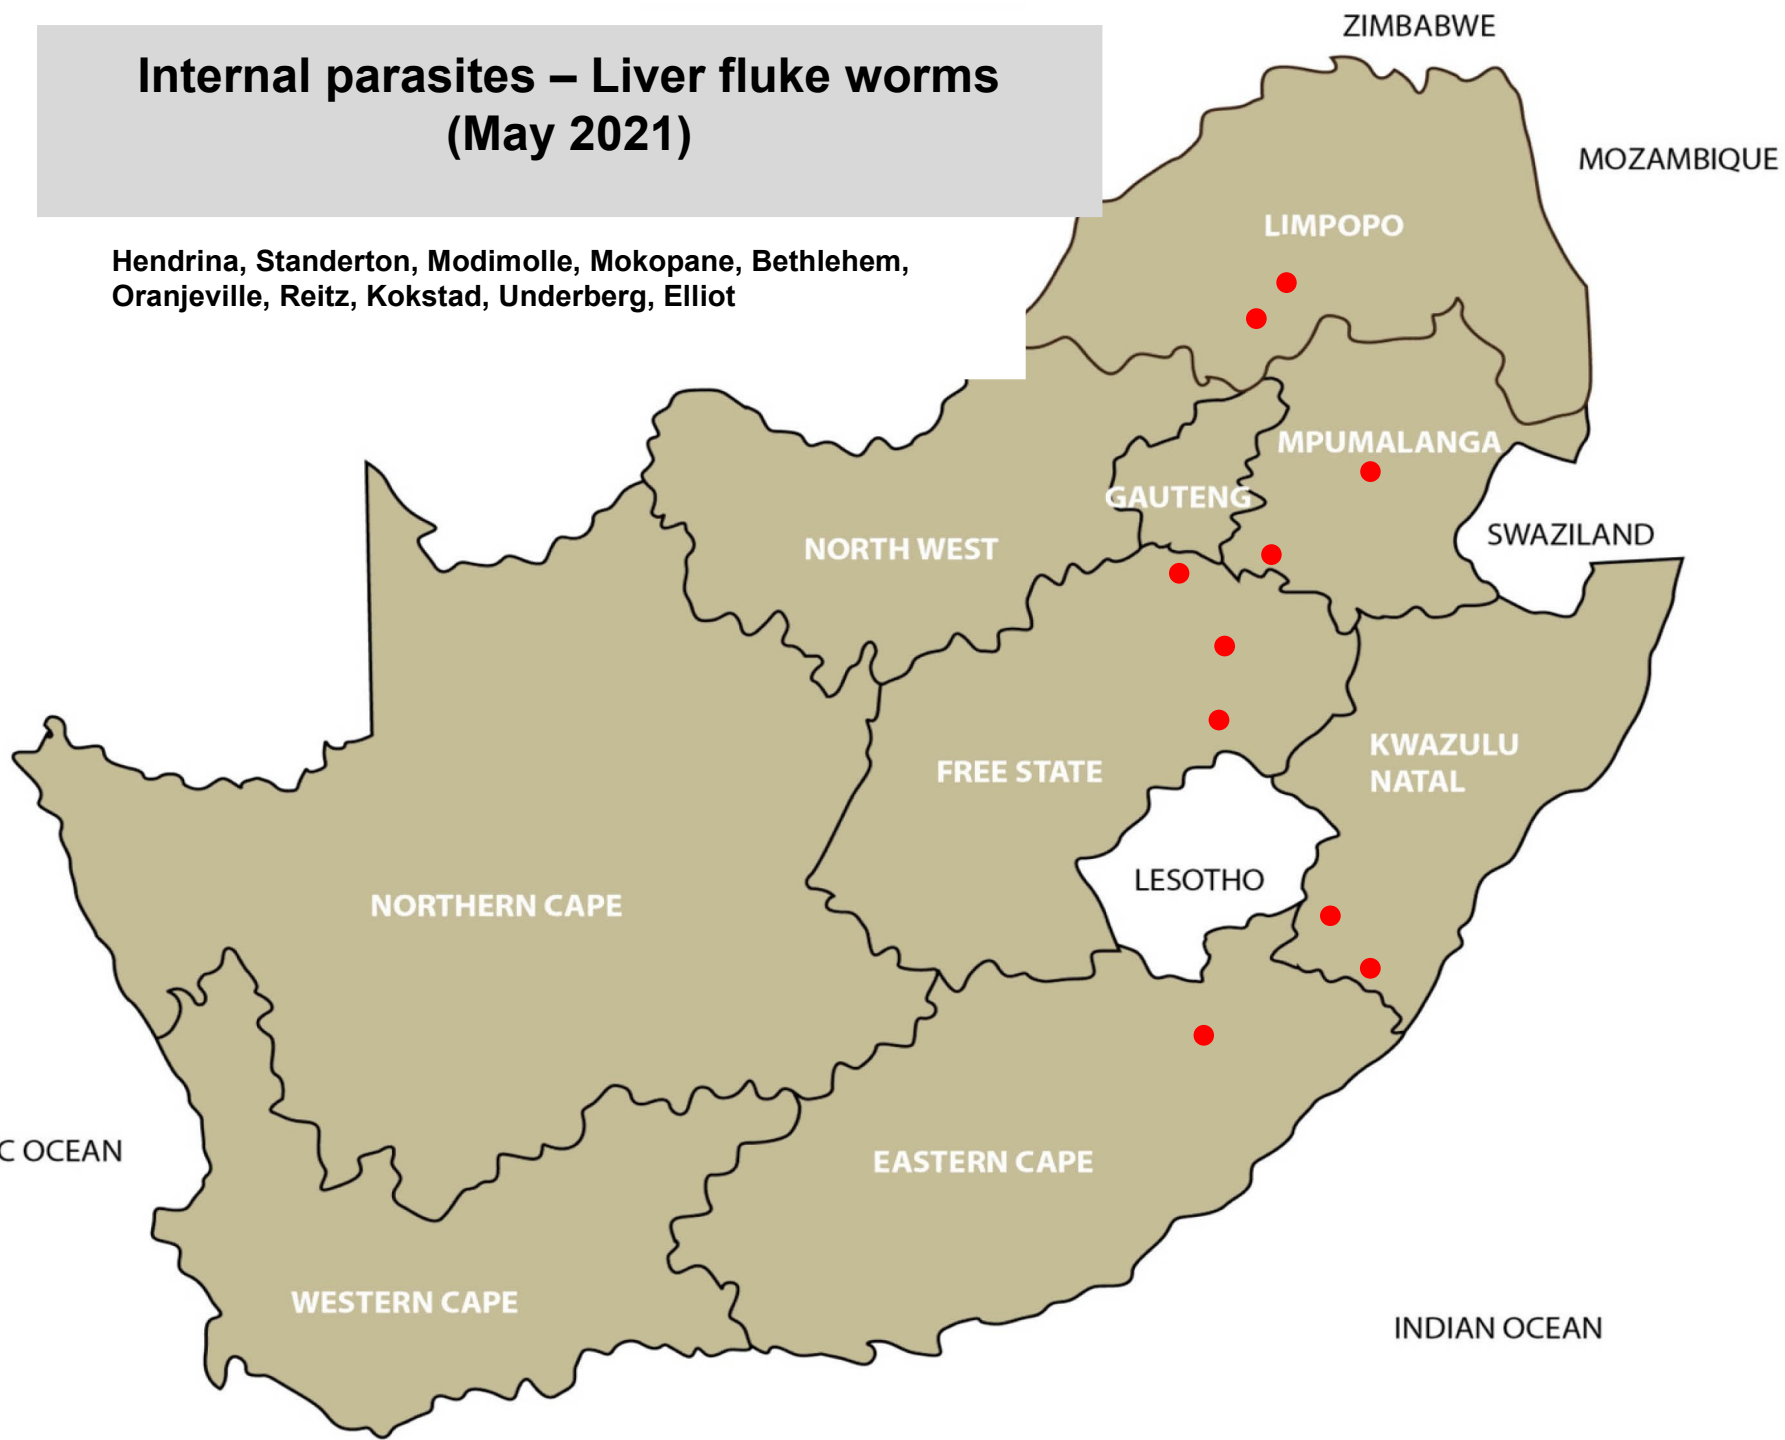 Internal parasites – Liver fluke worms
(May 2021)
Hendrina, Standerton, Modimolle, Mokopane, Bethlehem,
Oranjeville, Reitz, Kokstad, Underberg, Elliot
ZIMBABWE
MOZAMBIQUE
LIMPOPO
MPUMALANGA
GAUTENG
SWAZILAND
NORTH WEST
KWAZULU
NATAL
FREE STATE
LESOTHO
NORTHERN CAPE
C OCEAN
EASTERN CAPE
WESTERN CAPE
INDIAN OCEAN